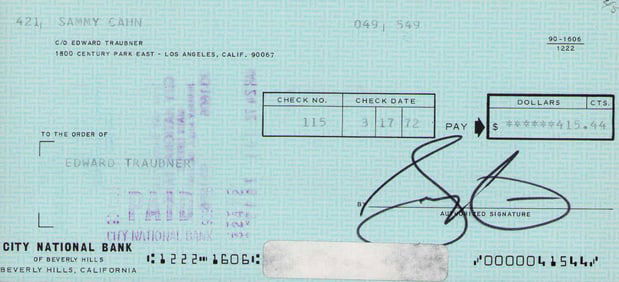 421, SAMMY CAHN 049, 549
C/O EDWARD TRAUBNER
1800 CENTURY PARK EAST - LOS ANGELES, CALIF. 90067
90-1606
1222
CHECK NO. CHECK DATE
115 3 17 72
PAY
DOLLARS CTS.
$ ******415.44
TO THE ORDER OF
EDWARD TRAUBNER
PAID
CITY NATIONAL BANK
BY
AUTHORIZED SIGNATURE
CITY NATIONAL BANK
OF BEVERLY HILLS
BEVERLY HILLS, CALIFORNIA
⑆1222⑉1606⑆ ⑈0000041544⑈